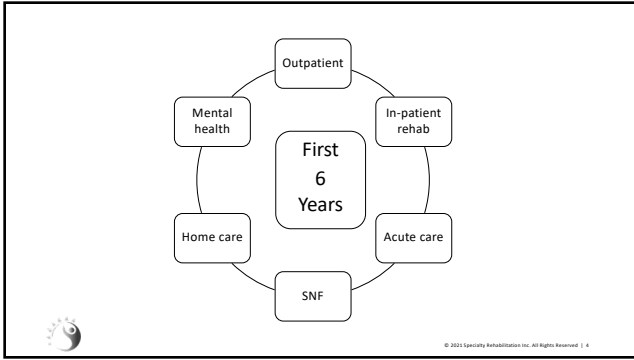 Outpatient
Mental
health
In-patient
rehab
First
6
Years
Home care
Acute care
SNF
© 2021 Specialty Rehabilitation Inc. All Rights Reserved | 4